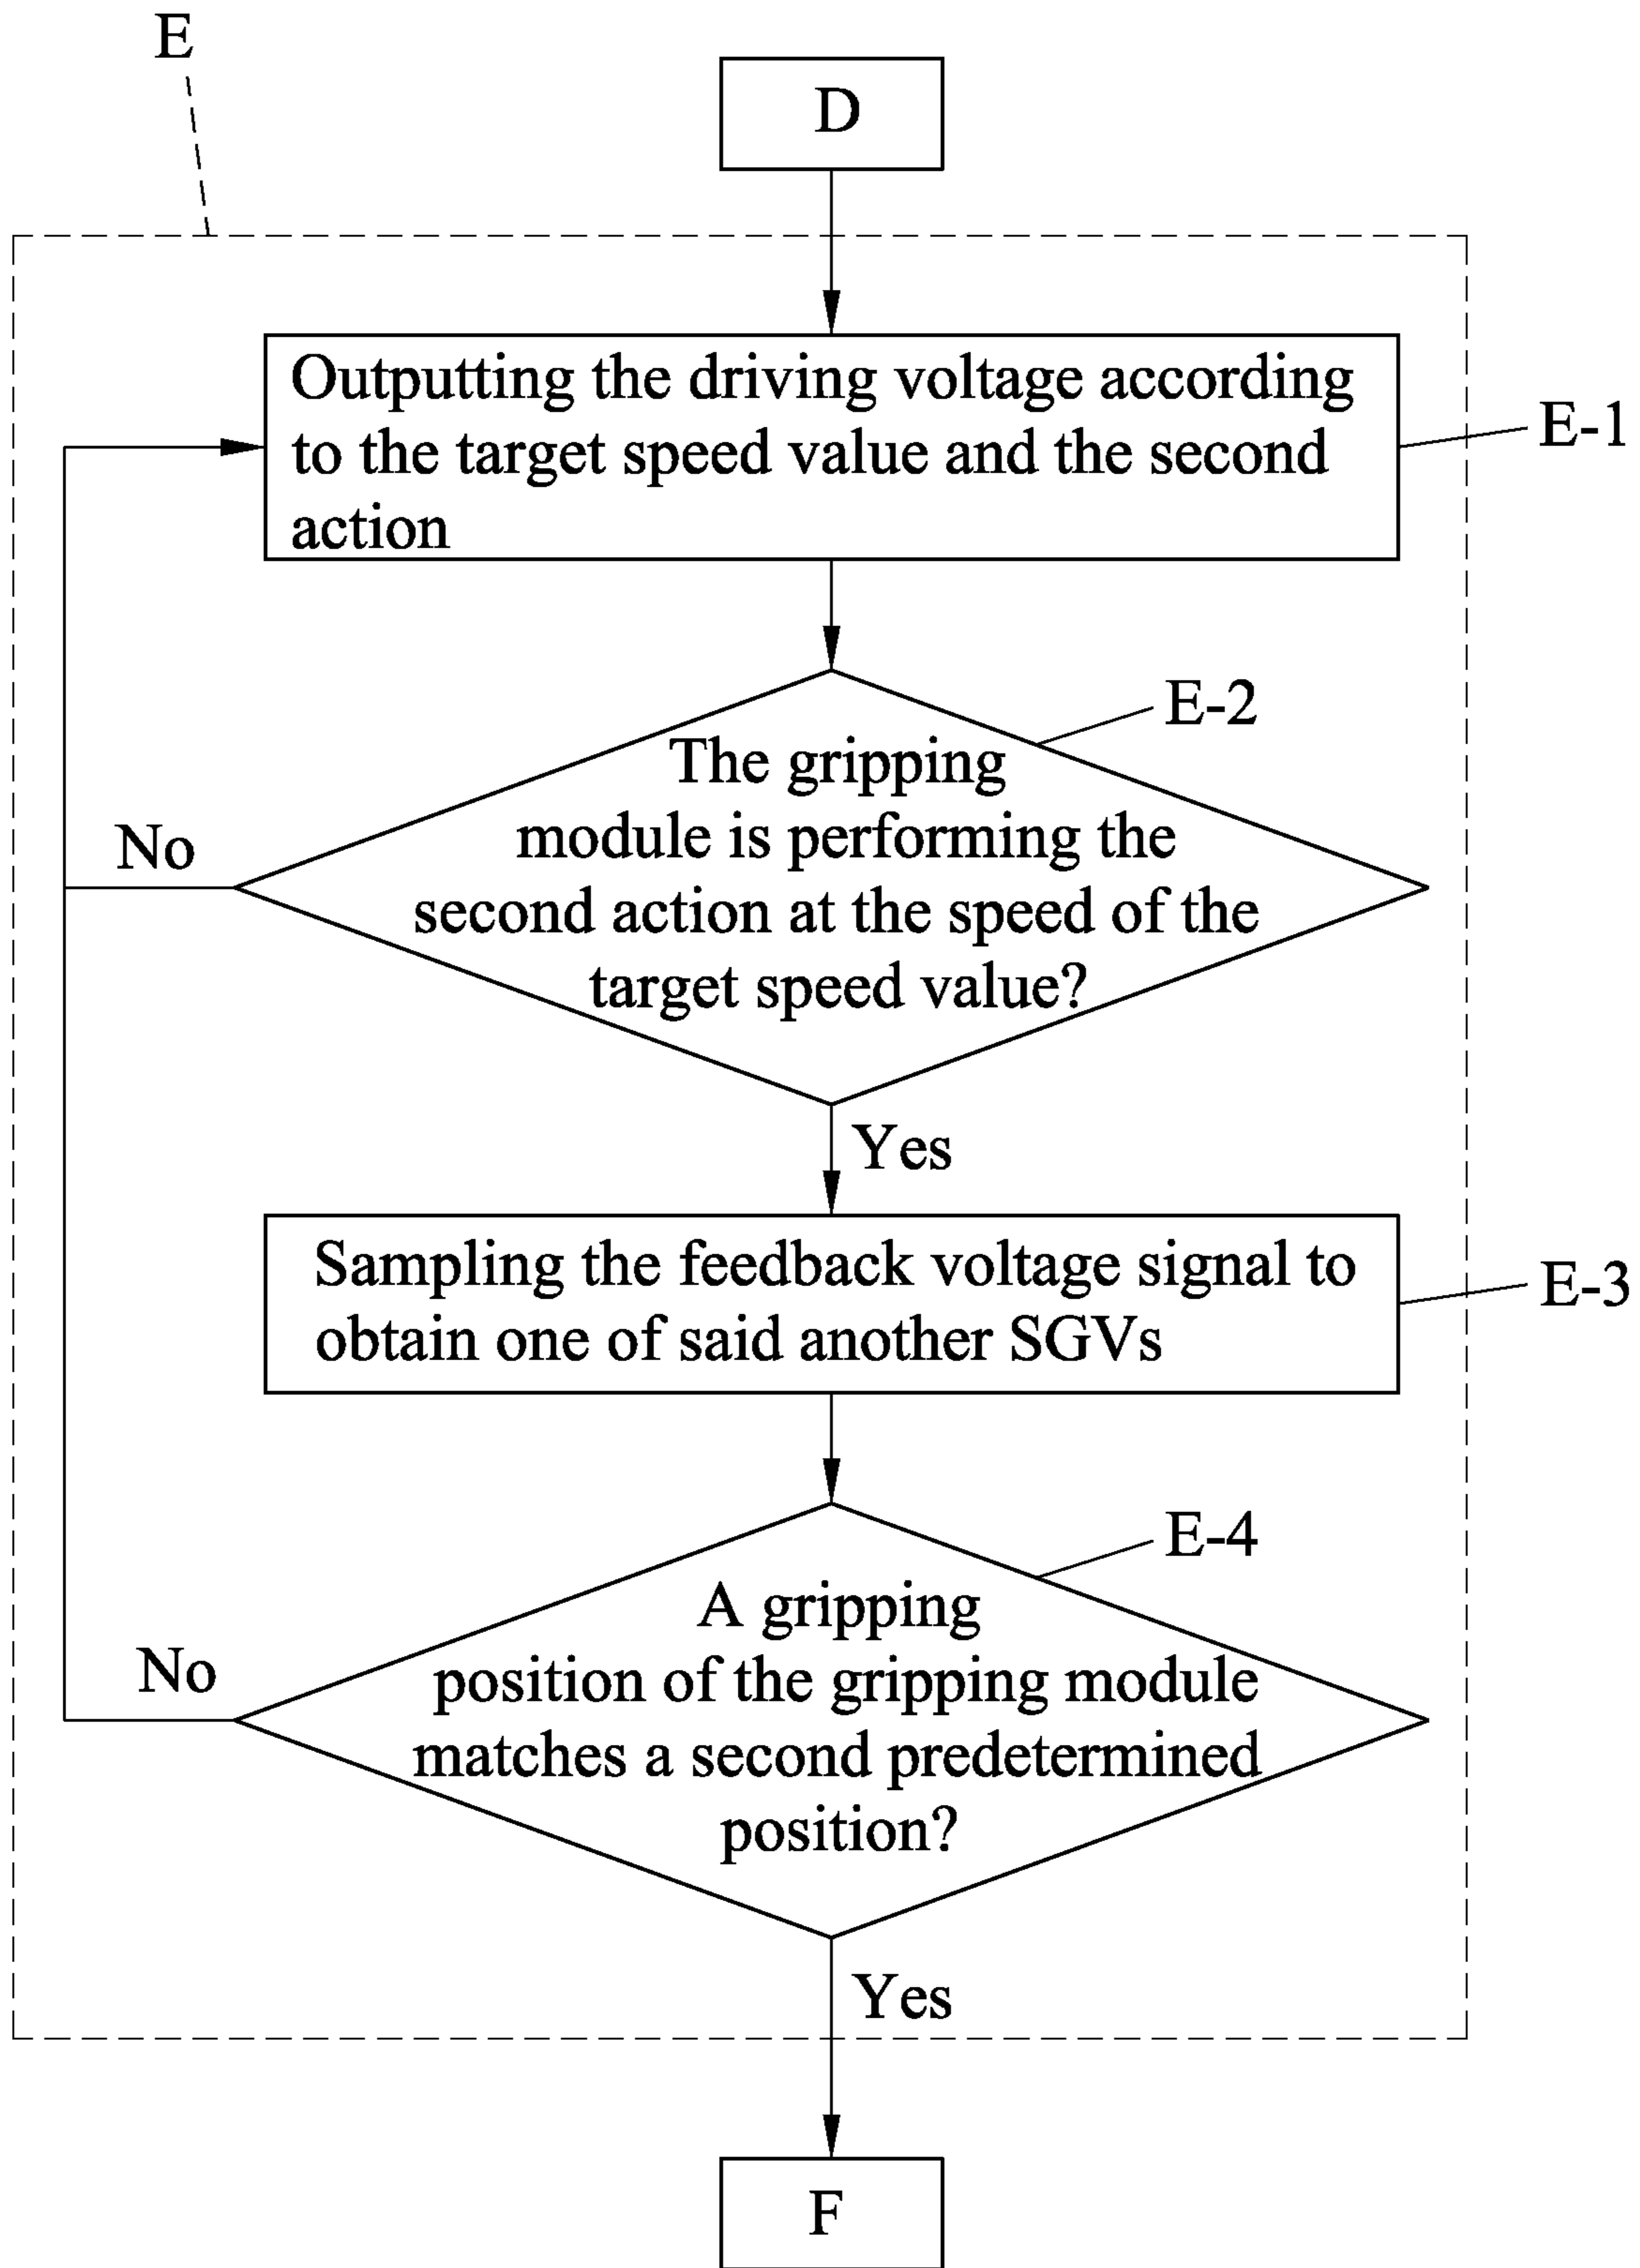 E
D
Outputting the driving voltage according
to the target speed value and the second
action
E-1
E-2
The gripping
module is performing the
second action at the speed of the
target speed value?
No
Yes
Sampling the feedback voltage signal to
obtain one of said another SGVs
E-3
E-4
A gripping
position of the gripping module
matches a second predetermined
position?
No
Yes
F